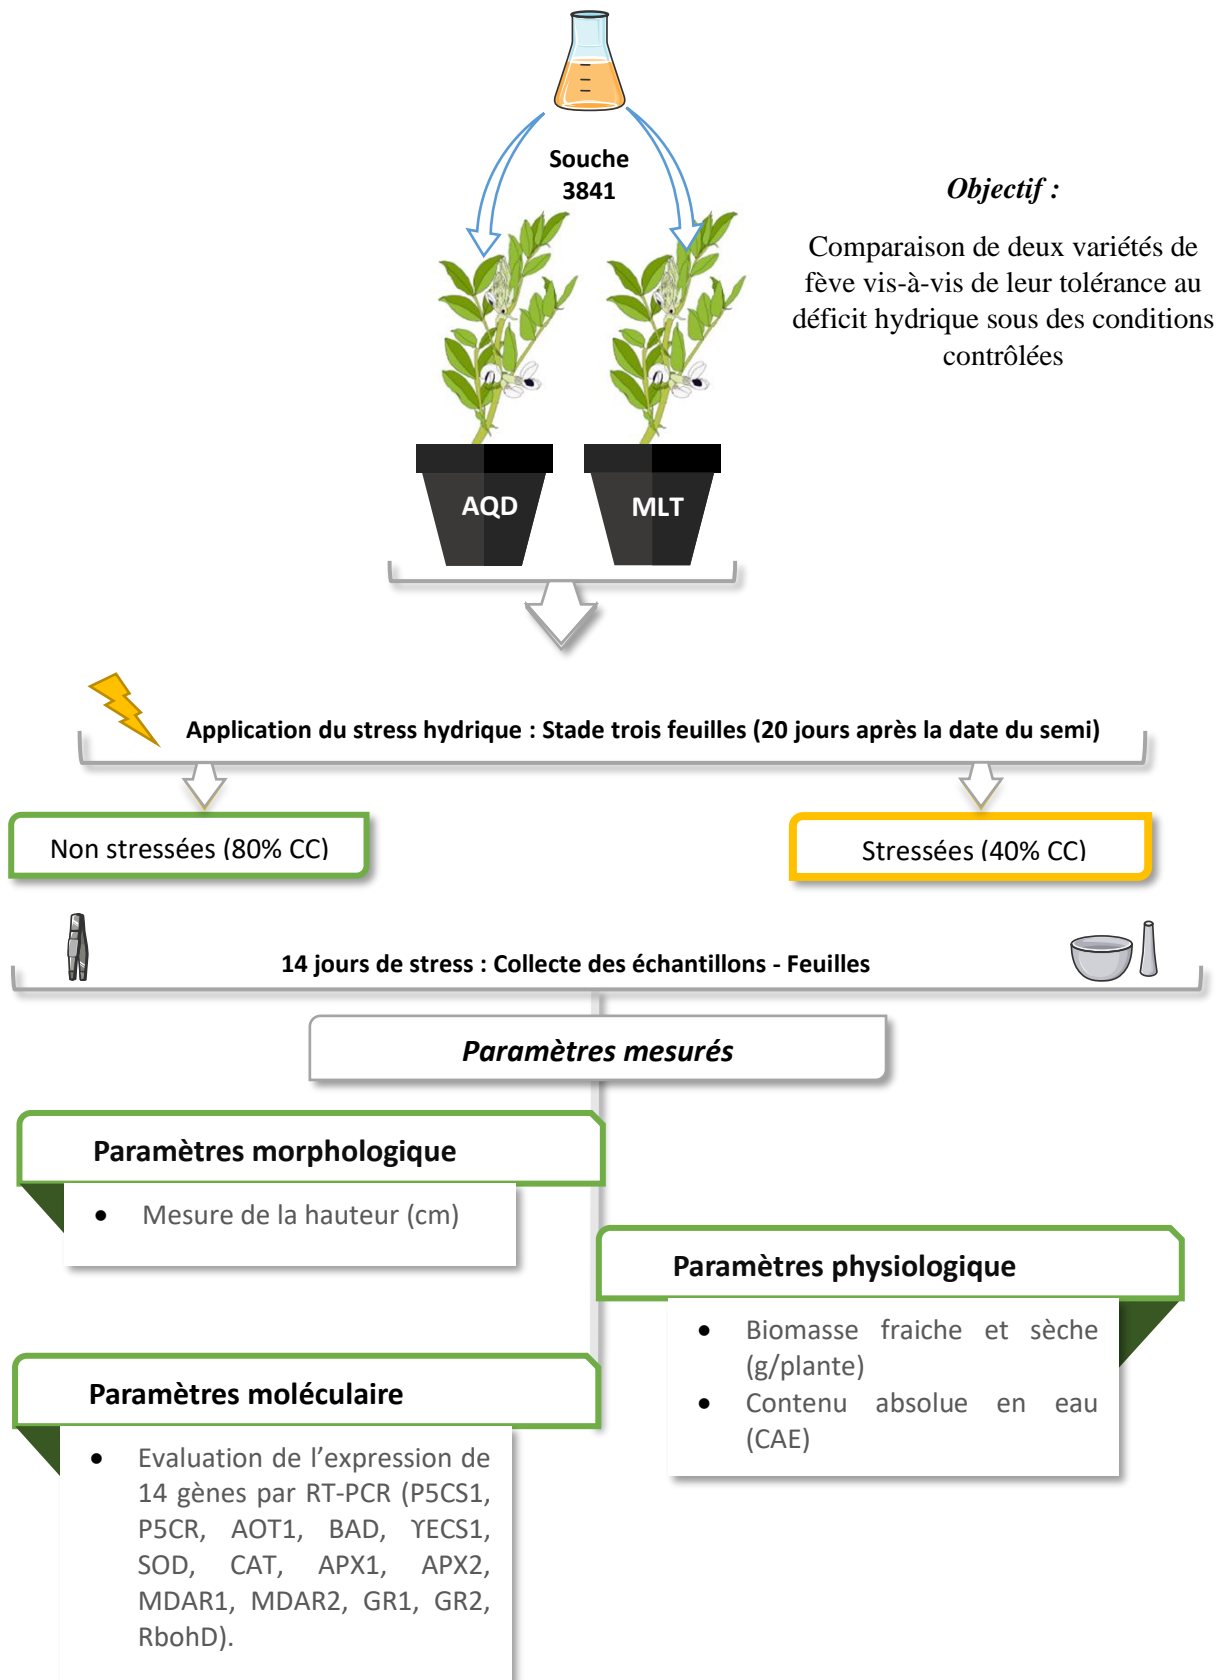 Souche
3841
Objectif :
Comparaison de deux variétés de
fève vis-à-vis de leur tolérance au
déficit hydrique sous des conditions
contrôlées
AQD
MLT
Application du stress hydrique : Stade trois feuilles (20 jours après la date du semi)
Non stressées (80% CC)
Stressées (40% CC)
14 jours de stress : Collecte des échantillons - Feuilles
Paramètres mesurés
Paramètres morphologique
• Mesure de la hauteur (cm)
Paramètres physiologique
• Biomasse fraiche et sèche
(g/plante)
• Contenu absolue en eau
(CAE)
Paramètres moléculaire
• Evaluation de l’expression de
14 gènes par RT-PCR (P5CS1,
P5CR, AOT1, BAD, ϒECS1,
SOD, CAT, APX1, APX2,
MDAR1, MDAR2, GR1, GR2,
RbohD).